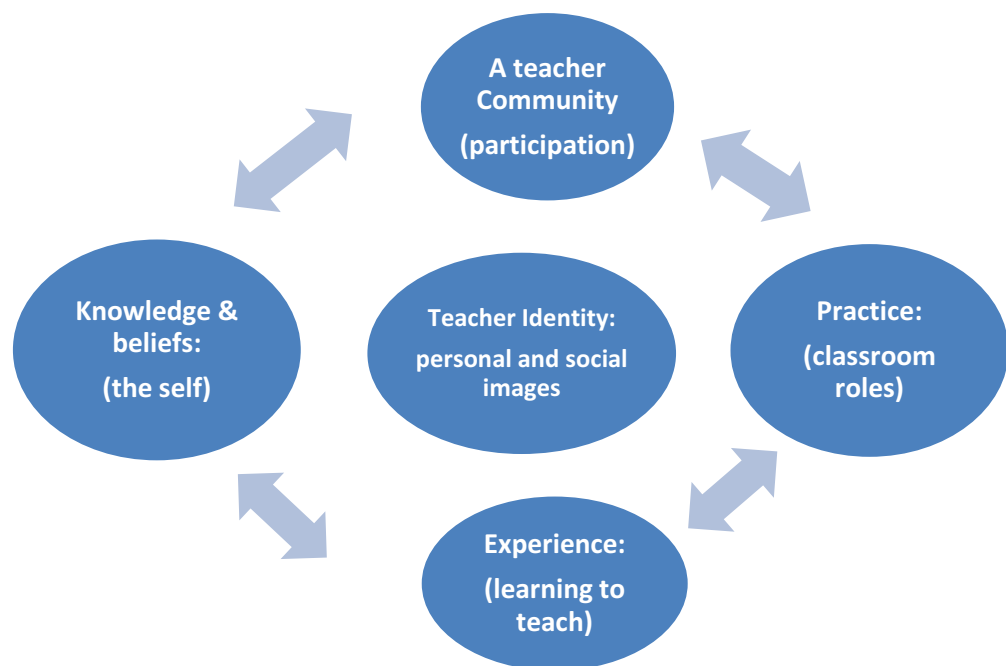 A teacher
Community
(participation)
Knowledge &
beliefs:
(the self)
Teacher Identity:
personal and social
images
Practice:
(classroom
roles)
Experience:
(learning to
teach)